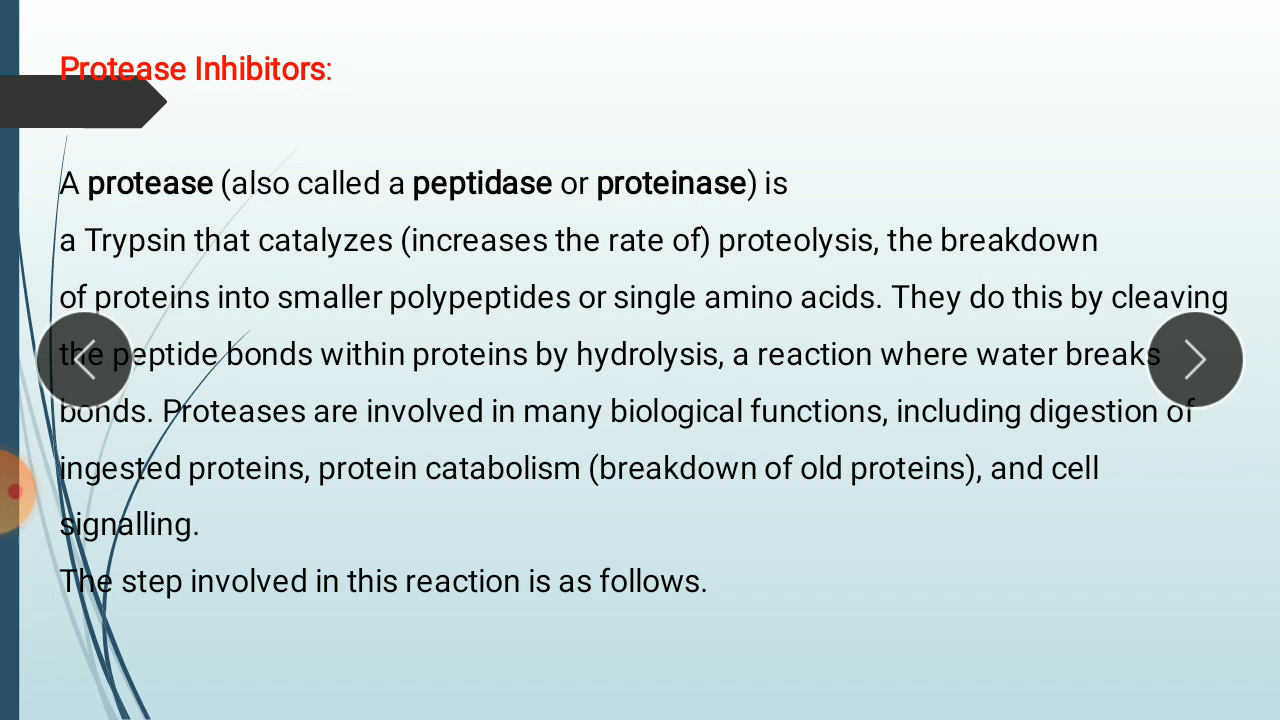 Protease Inhibitors:
A protease (also called a peptidase or proteinase) is
a Trypsin that catalyzes (increases the rate of) proteolysis, the breakdown
of proteins into smaller polypeptides or single amino acids. They do this by cleaving
the peptide bonds within proteins by hydrolysis, a reaction where water breaks
bonds. Proteases are involved in many biological functions, including digestion of
ingested proteins, protein catabolism (breakdown of old proteins), and cell
signalling.
The step involved in this reaction is as follows.